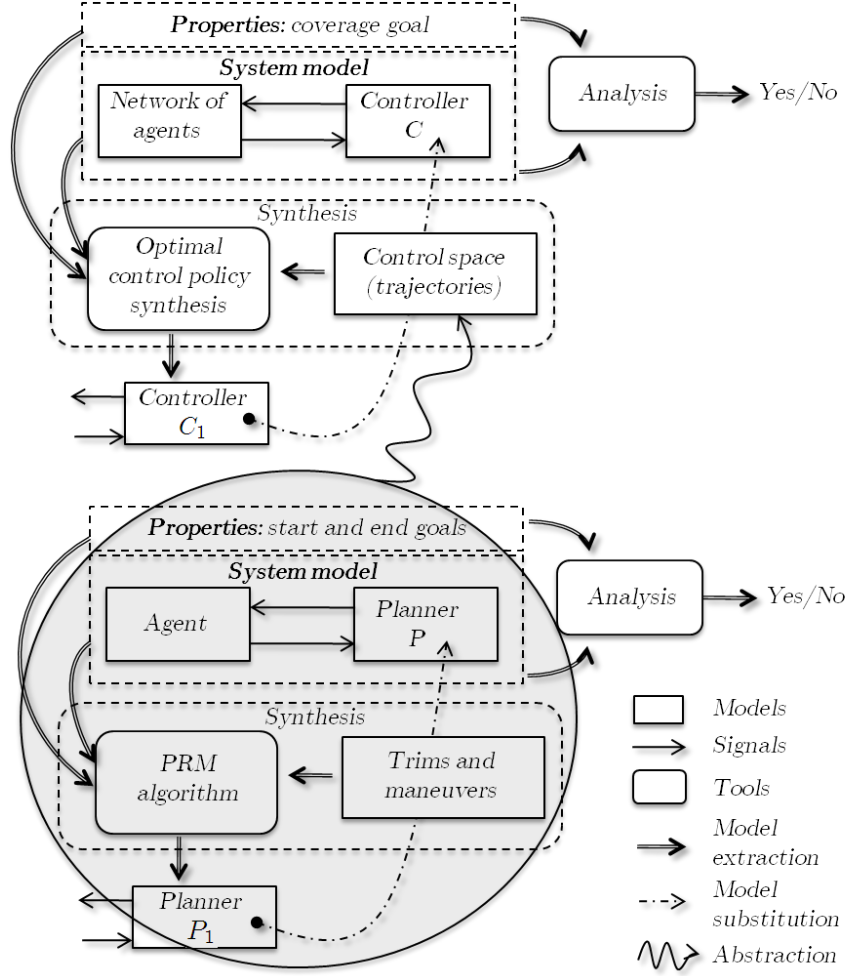 Properties: coverage goal
System model
Network of
agents
Controller
C
Analysis
Yes/No
Synthesis
Optimal
control policy
synthesis
Control space
(trajectories)
Controller
C1
Properties: start and end goals
System model
Agent
Planner
P
Analysis
Yes/No
Synthesis
PRM
algorithm
Trims and
maneuvers
Planner
P1
Models
Signals
Tools
Model
extraction
Model
substitution
Abstraction